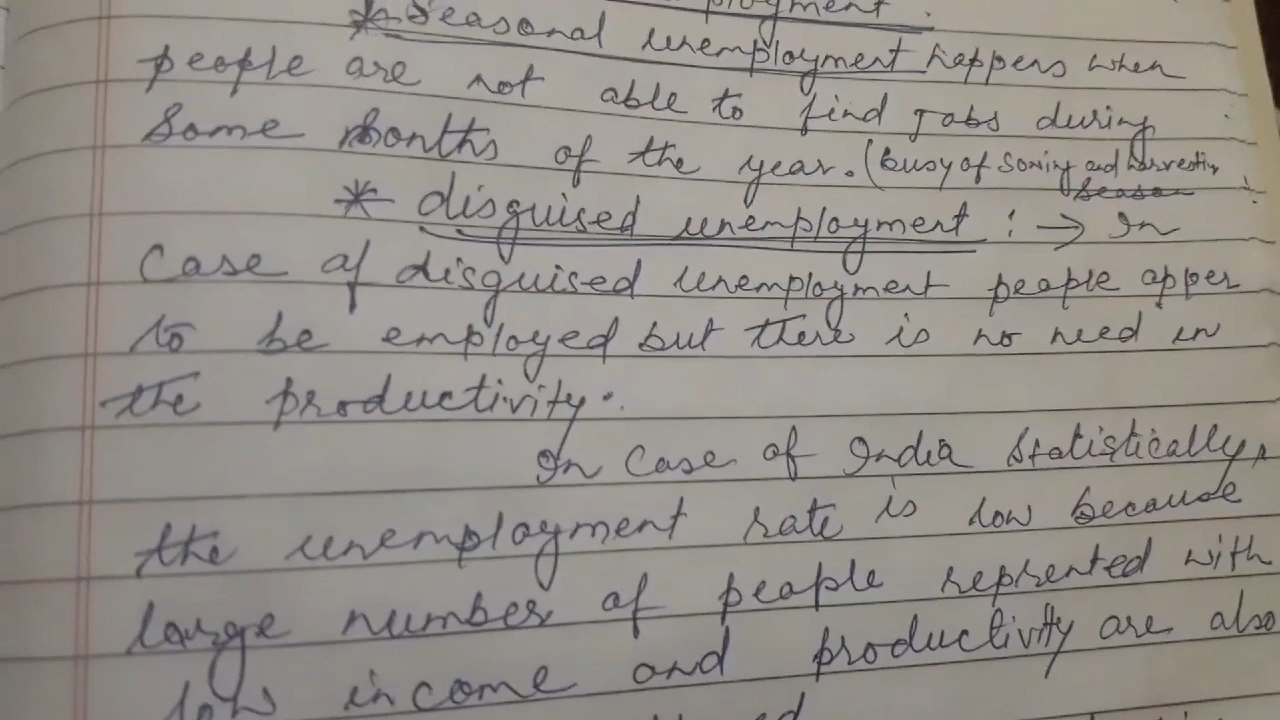 * Seasonal unemployment happens when
people are not able to find Jobs during
Some months of the year. (busy of Sowing and harvesting
season
* disguised unemployment : → In
Case of disguised unemployment people apper
to be employed but there is no need in
the productivity.
In Case of India Statistically,
the unemployment rate is low because
large number of people reprented with
low income and productivity are also